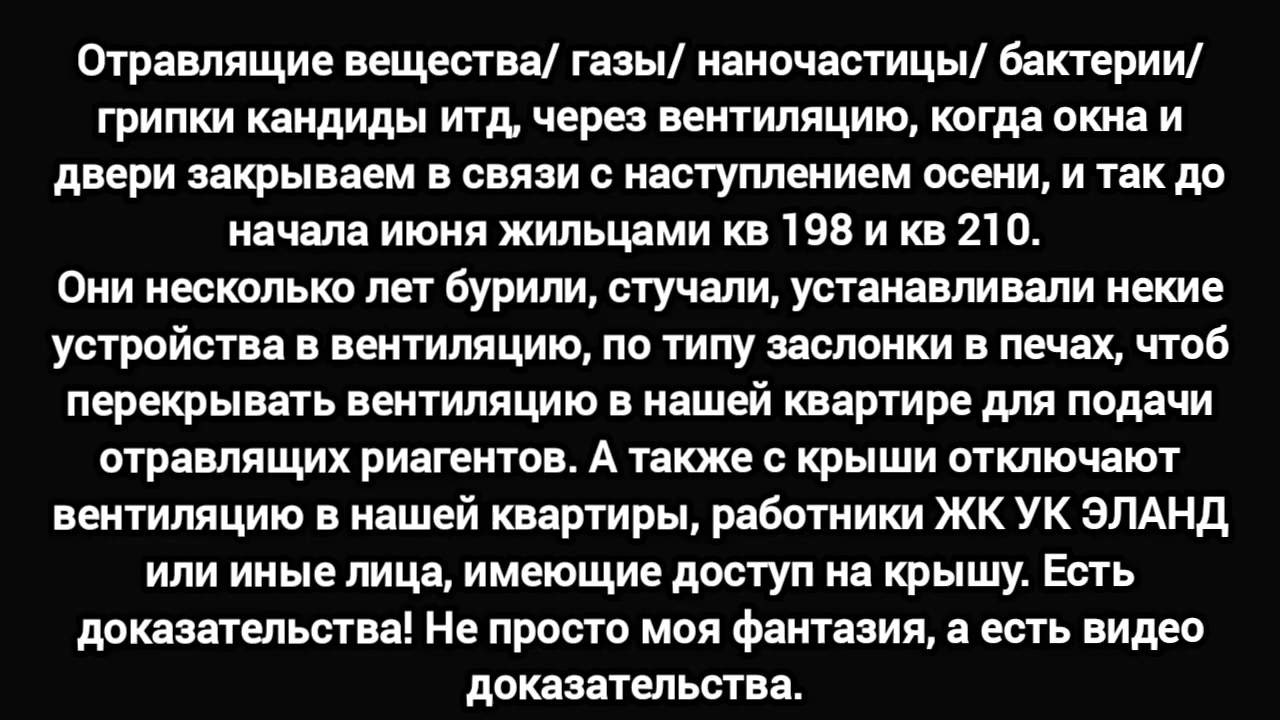 Отравлящие вещества/ газы/ наночастицы/ бактерии/
грипки кандиды итд, через вентиляцию, когда окна и
двери закрываем в связи с наступлением осени, и так до
начала июня жильцами кв 198 и кв 210.
Они несколько лет бурили, стучали, устанавливали некие
устройства в вентиляцию, по типу заслонки в печах, чтоб
перекрывать вентиляцию в нашей квартире для подачи
отравлящих риагентов. А также с крыши отключают
вентиляцию в нашей квартиры, работники ЖК УК ЭЛАНД
или иные лица, имеющие доступ на крышу. Есть
доказательства! Не просто моя фантазия, а есть видео
доказательства.